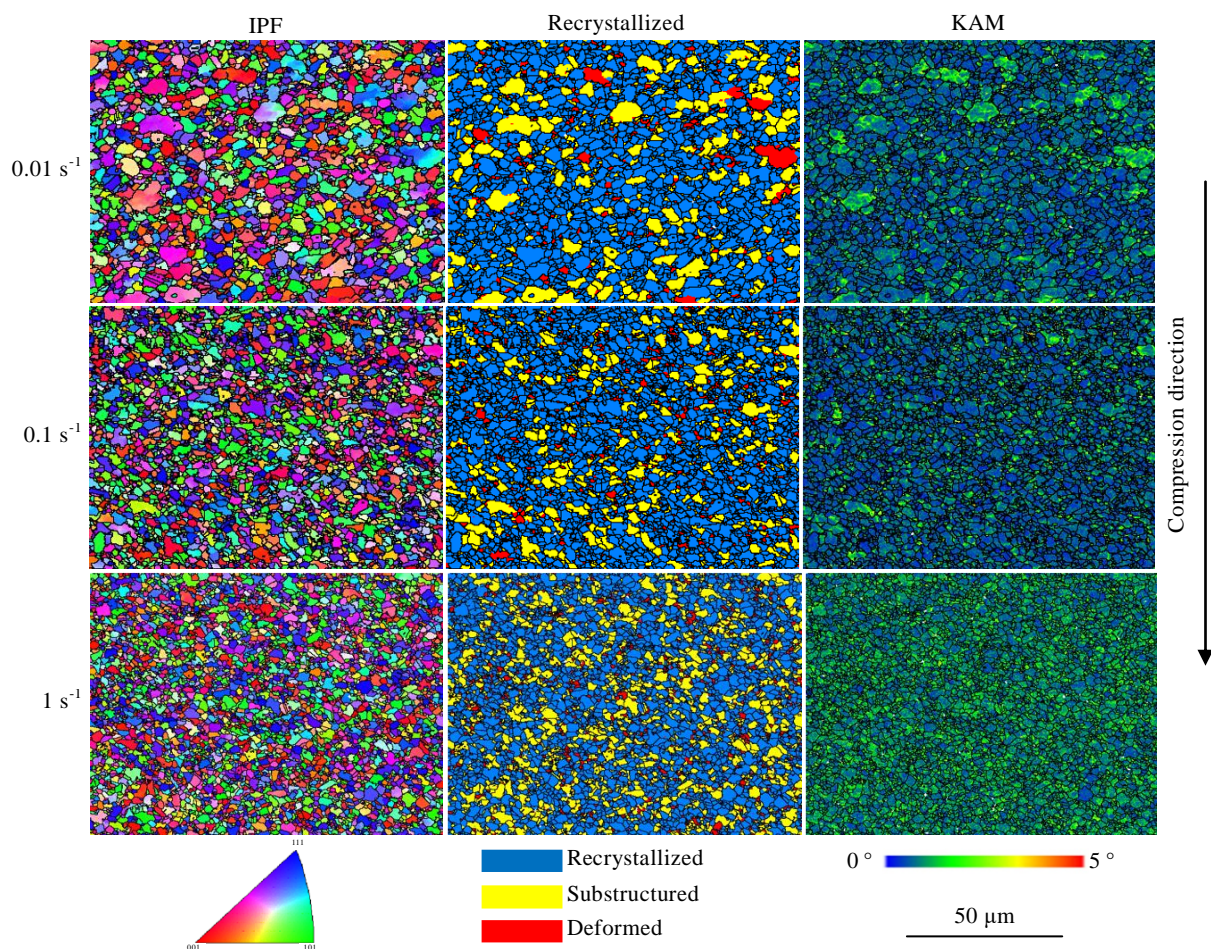 IPF Recrystallized KAM
0.01 s⁻¹
0.1 s⁻¹
1 s⁻¹
Compression direction
111
001 101
Recrystallized
Substructured
Deformed
0 ° 5 °
50 µm